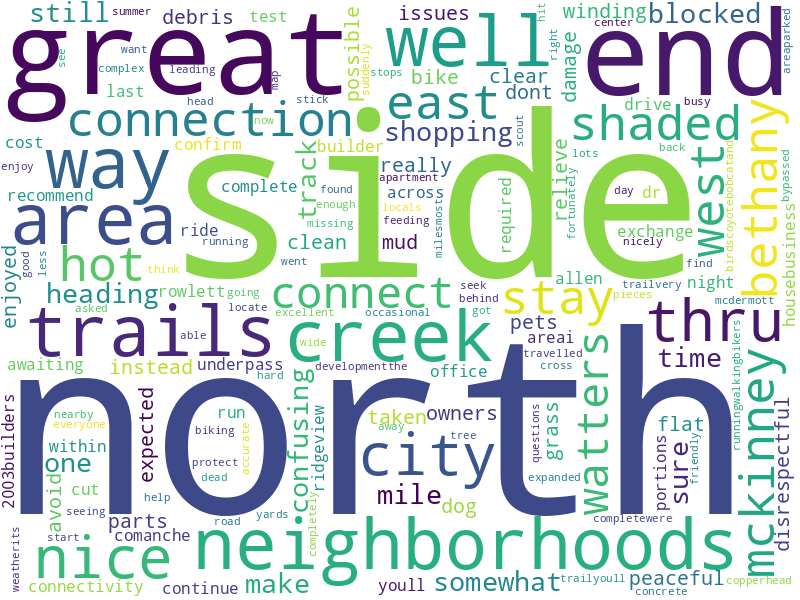 still
debris
test
issues
winding
blocked
summer
want
see
complex
leading
map
last
head
stick
great
possible
suddenly
well
stops
bike
clear
dont
hit
right
damage
end
center
areaparked
connection
now
east
shopping
scout
shaded
drive
busy
cost
confirm
builder
really
relieve
lots
back
enjoy
way
side
track
complete
found
enough
missing
apartment
locals
feeding
across
milesmost
required
fortunately
west
day
dr
bethany
birdscoyotebobcatand
bypassed
recommend
area
ride
running
clean
mud
exchange
nicely
housebusiness
enjoyed
good
less
hot
think
went
connect
seek
behind
allen
night
find
trailvery
heading
rowlett
going
asked
locate
excellent
occasional
got
stay
pieces
mcdermott
trails
able
wide
creek
pets
areai
thru
awaiting
instead
underpass
hard
developmentthe
office
travelled
cross
watters
time
mckinney
runningwalkingbikers
2003builders
nearby
everyone
expected
run
biking
confusing
ridgeview
taken
away
owners
questions
grass
flat
disrespectful
within
one
north
protect
accurate
city
tree
expanded
portions
sure
friendly
avoid
cut
dead
mile
dog
seeing
help
yards
completely
parts
road
completewere
weatherits
start
comanche
nice
neighborhoods
connectivity
continue
make
youll
somewhat
trailyoull
peaceful
concrete
copperhead